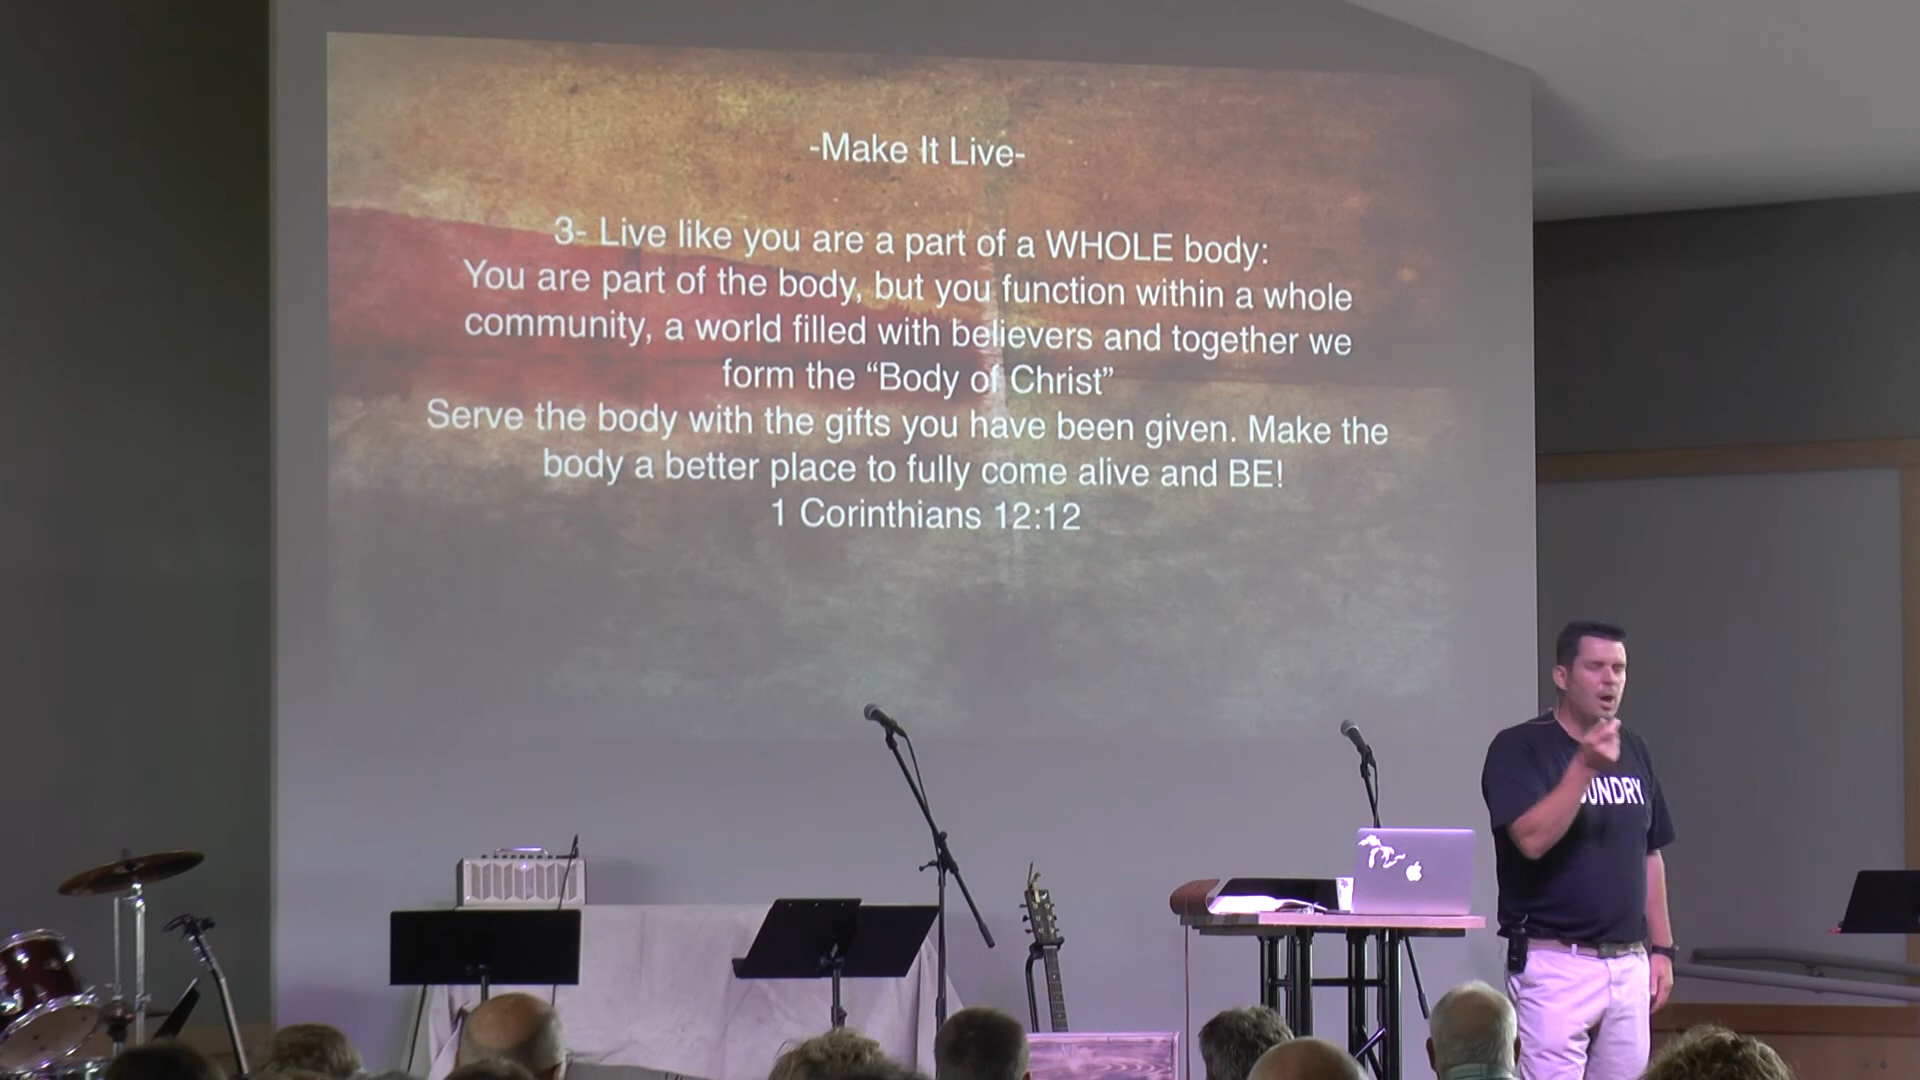 -Make It Live-
3- Live like you are a part of a WHOLE body:
You are part of the body, but you function within a whole
community, a world filled with believers and together we
form the “Body of Christ”
Serve the body with the gifts you have been given. Make the
body a better place to fully come alive and BE!
1 Corinthians 12:12
UNDRY